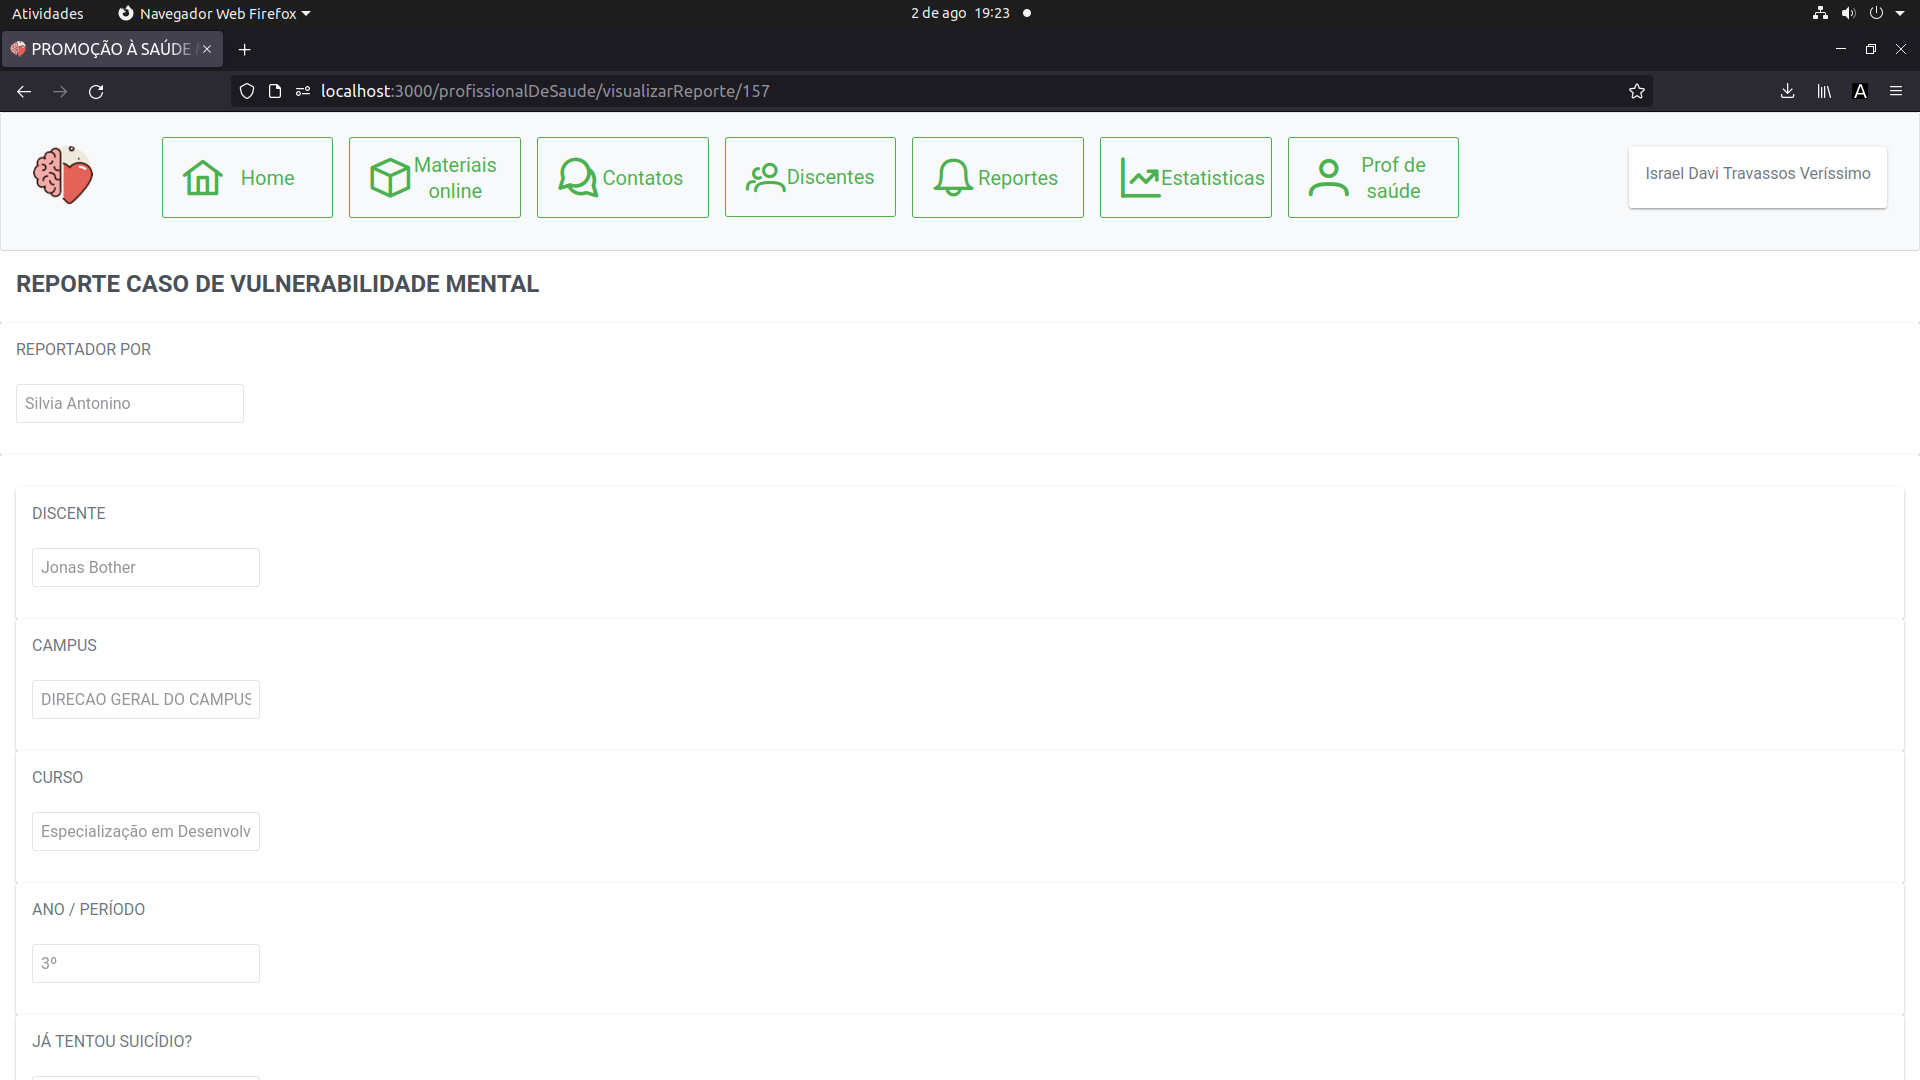 Atividades
Navegador Web Firefox
2 de ago 19:23
PROMOÇÃO À SAÚDE
localhost:3000/profissionalDeSaude/visualizarReporte/157
Home
Materiais
online
Contatos
Discentes
Reportes
Estatisticas
Prof de
saúde
Israel Davi Travassos Veríssimo
REPORTE CASO DE VULNERABILIDADE MENTAL
REPORTADOR POR
Silvia Antonino
DISCENTE
Jonas Bother
CAMPUS
DIRECAO GERAL DO CAMPUS
CURSO
Especialização em Desenvolv
ANO / PERÍODO
3º
JÁ TENTOU SUICÍDIO?